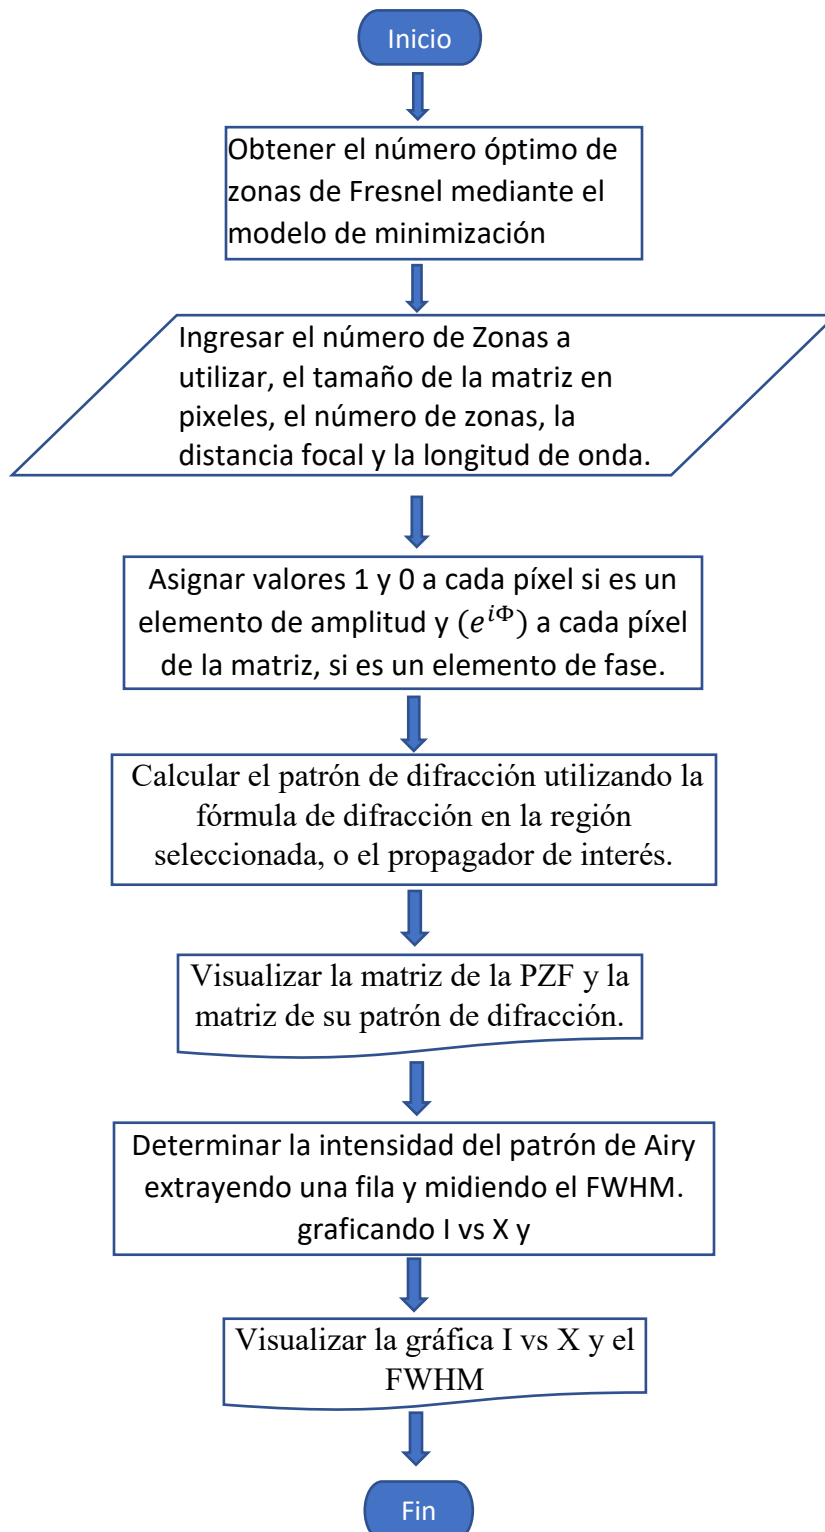 Inicio
Obtener el número óptimo de
zonas de Fresnel mediante el
modelo de minimización
Ingresar el número de Zonas a
utilizar, el tamaño de la matriz en
pixeles, el número de zonas, la
distancia focal y la longitud de onda.
Asignar valores 1 y 0 a cada píxel si es un
elemento de amplitud y (e^{iΦ}) a cada píxel
de la matriz, si es un elemento de fase.
Calcular el patrón de difracción utilizando la
fórmula de difracción en la región
seleccionada, o el propagador de interés.
Visualizar la matriz de la PZF y la
matriz de su patrón de difracción.
Determinar la intensidad del patrón de Airy
extrayendo una fila y midiendo el FWHM.
graficando I vs X y
Visualizar la gráfica I vs X y el
FWHM
Fin